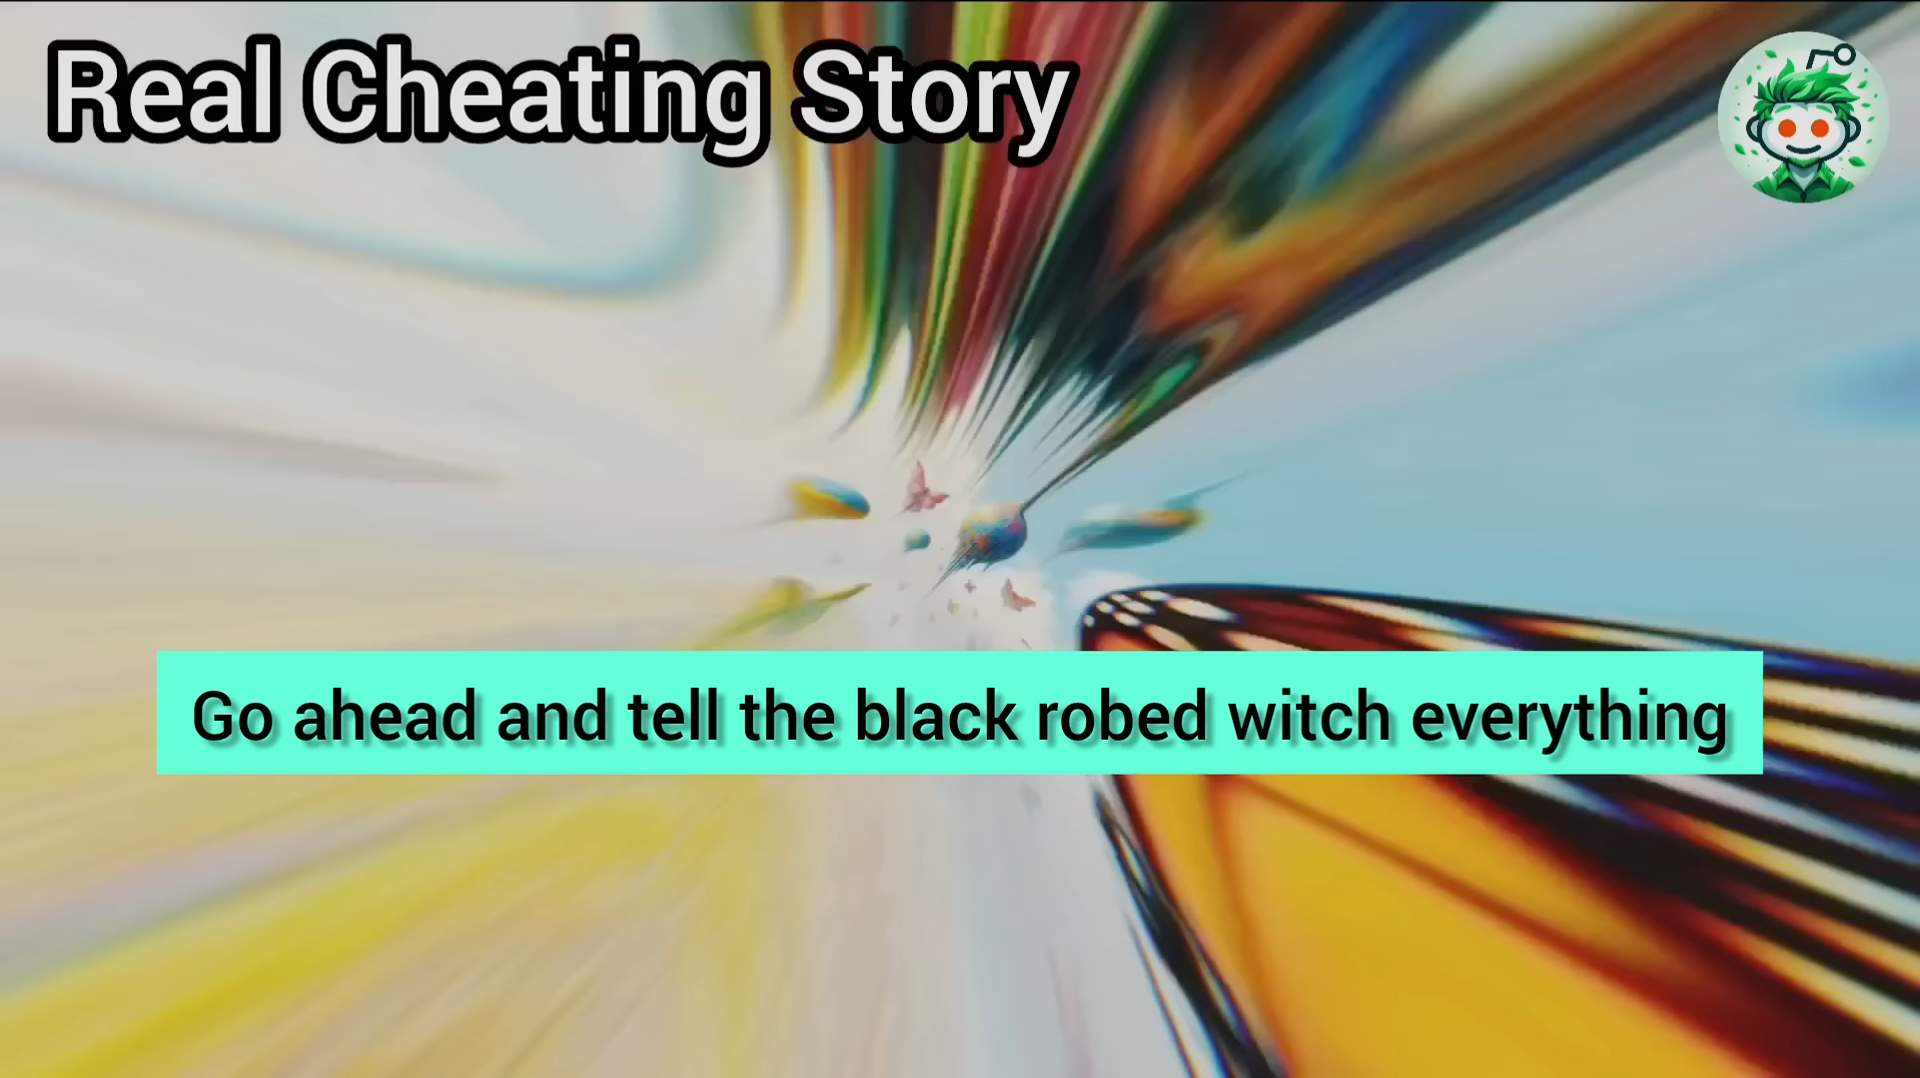 Real Cheating Story
Go ahead and tell the black robed witch everything